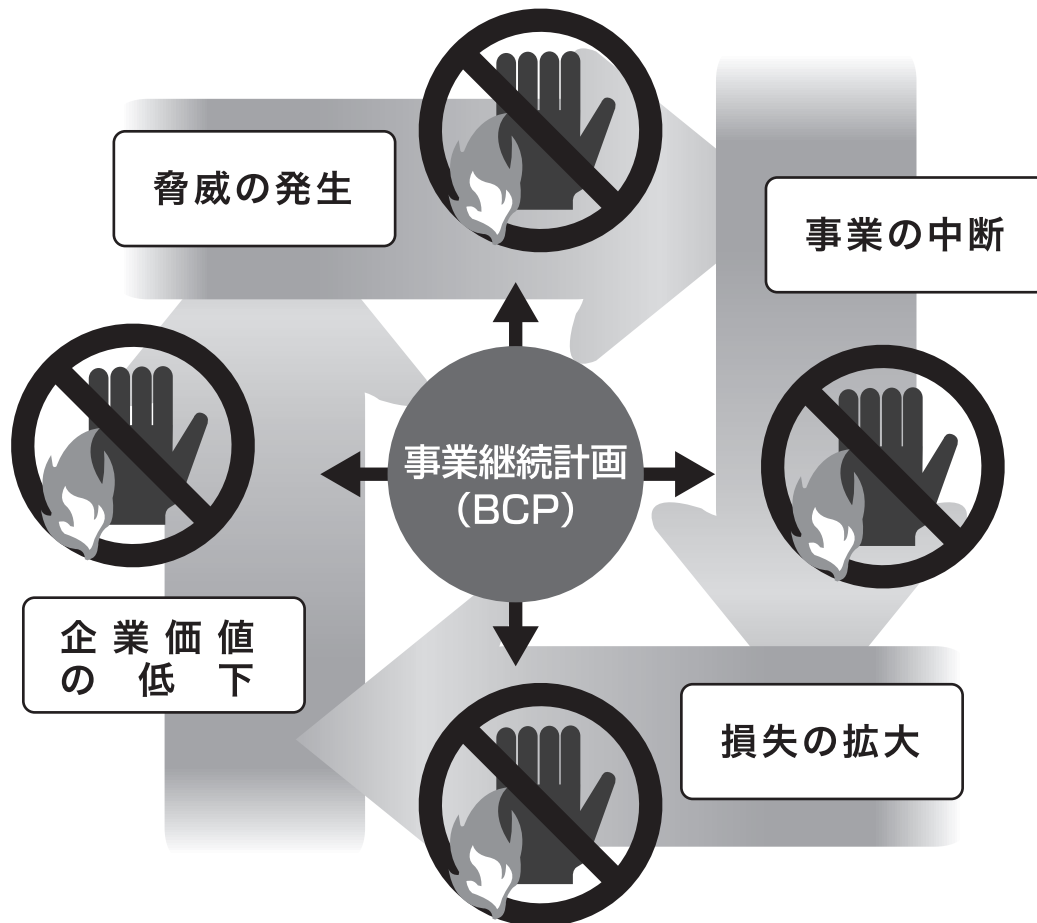 脅威の発生
事業の中断
事業継続計画
（BCP）
企業価値
の低下
損失の拡大